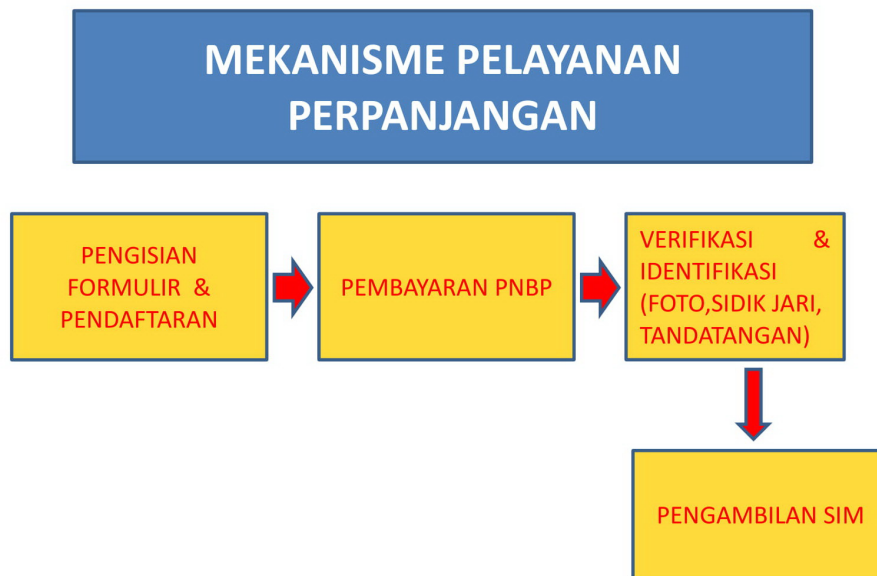 MEKANISME PELAYANAN
PERPANJANGAN
PENGISIAN
FORMULIR &
PENDAFTARAN
PEMBAYARAN PNBP
VERIFIKASI &
IDENTIFIKASI
(FOTO,SIDIK JARI,
TANDATANGAN)
PENGAMBILAN SIM